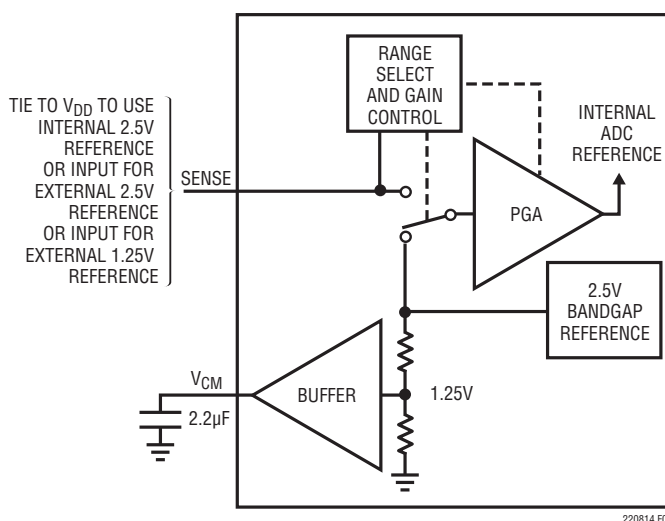 RANGE
SELECT
AND GAIN
CONTROL
TIE TO VDD TO USE
INTERNAL 2.5V
REFERENCE
OR INPUT FOR
EXTERNAL 2.5V
REFERENCE
OR INPUT FOR
EXTERNAL 1.25V
REFERENCE
SENSE
PGA
INTERNAL
ADC
REFERENCE
2.5V
BANDGAP
REFERENCE
VCM
BUFFER
1.25V
2.2µF